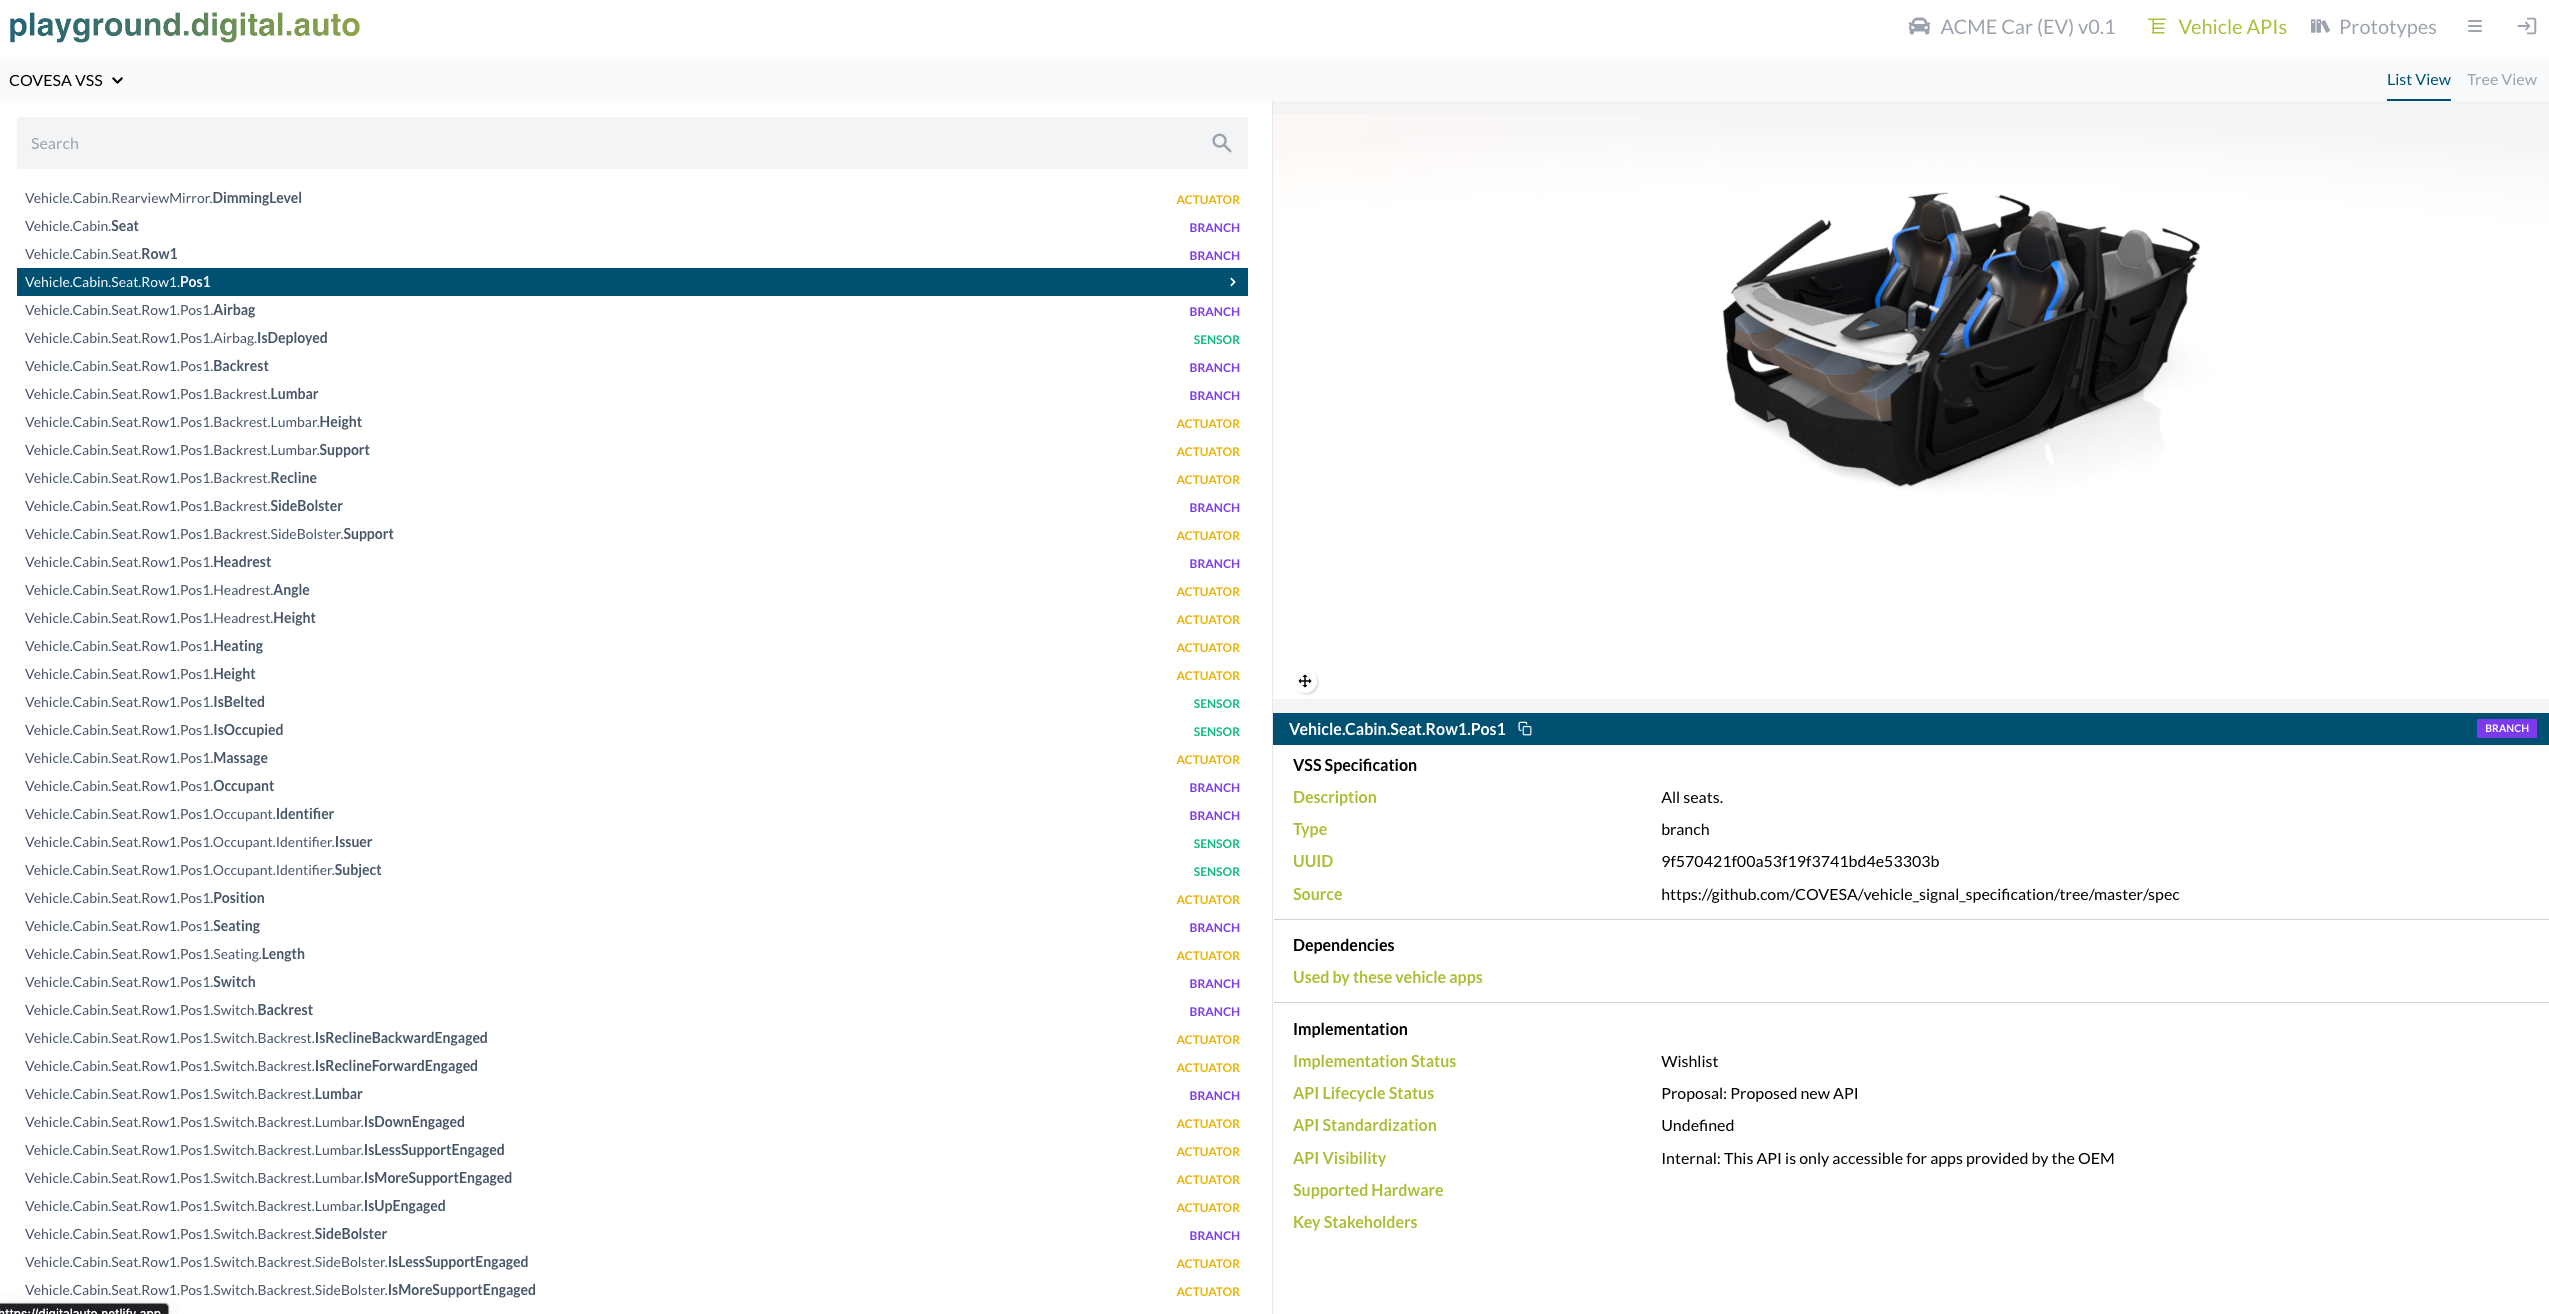 playground.digital.auto
ACME Car (EV) v0.1 Vehicle APIs Prototypes
COVESA VSS
List View Tree View
Search
Vehicle.Cabin.RearviewMirror.DimmingLevel ACTUATOR
Vehicle.Cabin.Seat BRANCH
Vehicle.Cabin.Seat.Row1 BRANCH
Vehicle.Cabin.Seat.Row1.Pos1
Vehicle.Cabin.Seat.Row1.Pos1.Airbag BRANCH
Vehicle.Cabin.Seat.Row1.Pos1.Airbag.IsDeployed SENSOR
Vehicle.Cabin.Seat.Row1.Pos1.Backrest BRANCH
Vehicle.Cabin.Seat.Row1.Pos1.Backrest.Lumbar BRANCH
Vehicle.Cabin.Seat.Row1.Pos1.Backrest.Lumbar.Height ACTUATOR
Vehicle.Cabin.Seat.Row1.Pos1.Backrest.Lumbar.Support ACTUATOR
Vehicle.Cabin.Seat.Row1.Pos1.Backrest.Recline ACTUATOR
Vehicle.Cabin.Seat.Row1.Pos1.Backrest.SideBolster BRANCH
Vehicle.Cabin.Seat.Row1.Pos1.Backrest.SideBolster.Support ACTUATOR
Vehicle.Cabin.Seat.Row1.Pos1.Headrest BRANCH
Vehicle.Cabin.Seat.Row1.Pos1.Headrest.Angle ACTUATOR
Vehicle.Cabin.Seat.Row1.Pos1.Headrest.Height ACTUATOR
Vehicle.Cabin.Seat.Row1.Pos1.Heating ACTUATOR
Vehicle.Cabin.Seat.Row1.Pos1.Height ACTUATOR
Vehicle.Cabin.Seat.Row1.Pos1.IsBelted SENSOR
Vehicle.Cabin.Seat.Row1.Pos1.IsOccupied SENSOR
Vehicle.Cabin.Seat.Row1.Pos1.Massage ACTUATOR
Vehicle.Cabin.Seat.Row1.Pos1.Occupant BRANCH
Vehicle.Cabin.Seat.Row1.Pos1.Occupant.Identifier BRANCH
Vehicle.Cabin.Seat.Row1.Pos1.Occupant.Identifier.Issuer SENSOR
Vehicle.Cabin.Seat.Row1.Pos1.Occupant.Identifier.Subject SENSOR
Vehicle.Cabin.Seat.Row1.Pos1.Position ACTUATOR
Vehicle.Cabin.Seat.Row1.Pos1.Seating BRANCH
Vehicle.Cabin.Seat.Row1.Pos1.Seating.Length ACTUATOR
Vehicle.Cabin.Seat.Row1.Pos1.Switch BRANCH
Vehicle.Cabin.Seat.Row1.Pos1.Switch.Backrest BRANCH
Vehicle.Cabin.Seat.Row1.Pos1.Switch.Backrest.IsReclineBackwardEngaged ACTUATOR
Vehicle.Cabin.Seat.Row1.Pos1.Switch.Backrest.IsReclineForwardEngaged ACTUATOR
Vehicle.Cabin.Seat.Row1.Pos1.Switch.Backrest.Lumbar BRANCH
Vehicle.Cabin.Seat.Row1.Pos1.Switch.Backrest.Lumbar.IsDownEngaged ACTUATOR
Vehicle.Cabin.Seat.Row1.Pos1.Switch.Backrest.Lumbar.IsLessSupportEngaged ACTUATOR
Vehicle.Cabin.Seat.Row1.Pos1.Switch.Backrest.Lumbar.IsMoreSupportEngaged ACTUATOR
Vehicle.Cabin.Seat.Row1.Pos1.Switch.Backrest.Lumbar.IsUpEngaged ACTUATOR
Vehicle.Cabin.Seat.Row1.Pos1.Switch.Backrest.SideBolster BRANCH
Vehicle.Cabin.Seat.Row1.Pos1.Switch.Backrest.SideBolster.IsLessSupportEngaged ACTUATOR
Vehicle.Cabin.Seat.Row1.Pos1.Switch.Backrest.SideBolster.IsMoreSupportEngaged ACTUATOR
https://digitalauto.netlify.app
Vehicle.Cabin.Seat.Row1.Pos1 BRANCH
VSS Specification
Description All seats.
Type branch
UUID 9f570421f00a53f19f3741bd4e53303b
Source https://github.com/COVESA/vehicle_signal_specification/tree/master/spec
Dependencies
Used by these vehicle apps
Implementation
Implementation Status Wishlist
API Lifecycle Status Proposal: Proposed new API
API Standardization Undefined
API Visibility Internal: This API is only accessible for apps provided by the OEM
Supported Hardware
Key Stakeholders